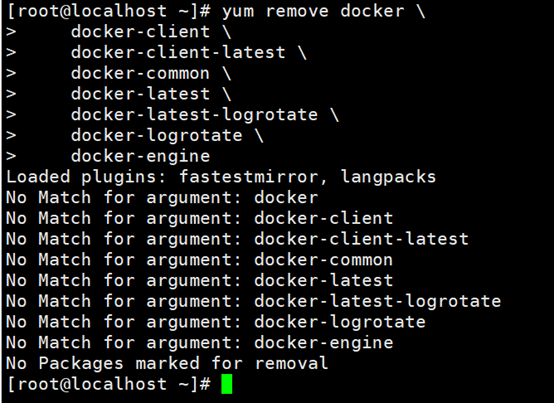 [root@localhost ~]# yum remove docker \
>     docker-client \
>     docker-client-latest \
>     docker-common \
>     docker-latest \
>     docker-latest-logrotate \
>     docker-logrotate \
>     docker-engine
Loaded plugins: fastestmirror, langpacks
No Match for argument: docker
No Match for argument: docker-client
No Match for argument: docker-client-latest
No Match for argument: docker-common
No Match for argument: docker-latest
No Match for argument: docker-latest-logrotate
No Match for argument: docker-logrotate
No Match for argument: docker-engine
No Packages marked for removal
[root@localhost ~]#